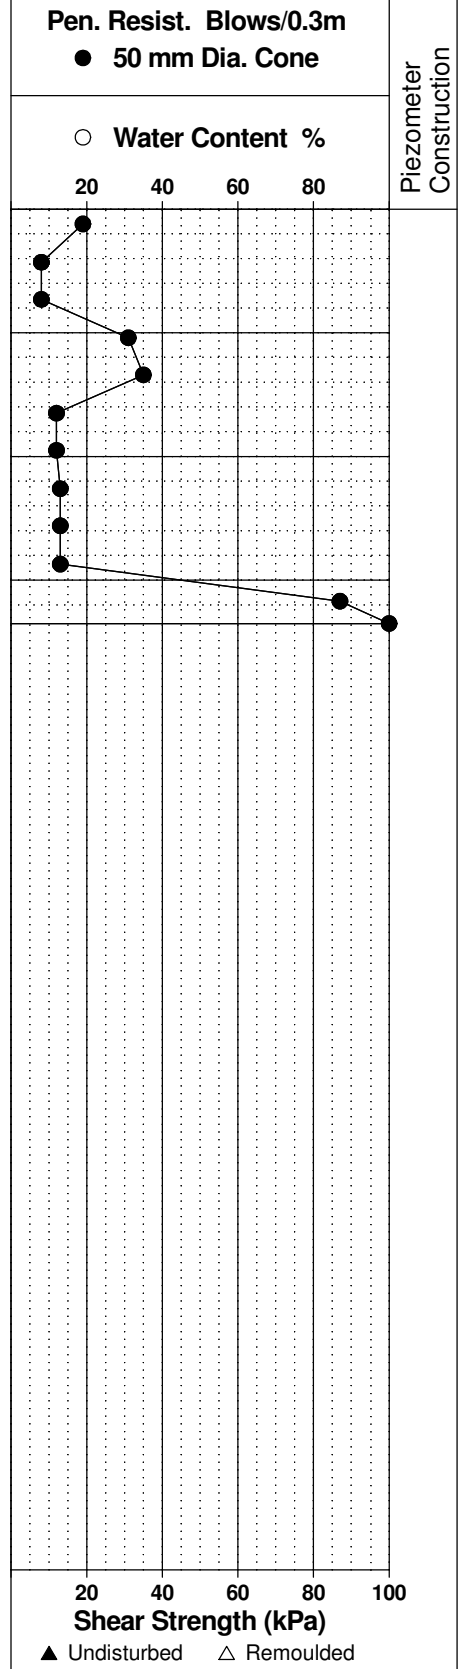 Pen. Resist. Blows/0.3m
● 50 mm Dia. Cone
○ Water Content %
Piezometer
Construction
20 40 60 80
20 40 60 80 100
Shear Strength (kPa)
▲ Undisturbed △ Remoulded